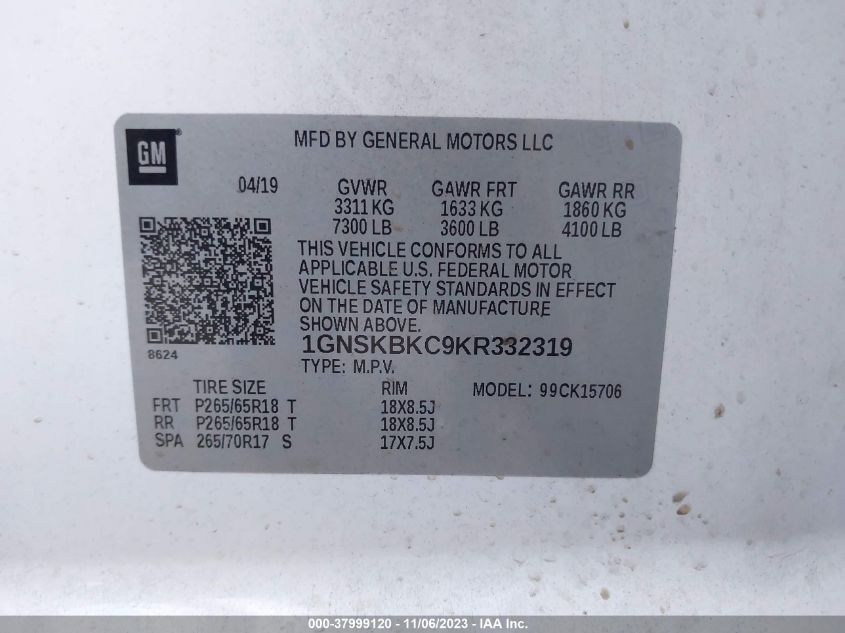 GM
MFD BY GENERAL MOTORS LLC
04/19 GVWR GAWR FRT GAWR RR
3311 KG 1633 KG 1860 KG
7300 LB 3600 LB 4100 LB
THIS VEHICLE CONFORMS TO ALL
APPLICABLE U.S. FEDERAL MOTOR
VEHICLE SAFETY STANDARDS IN EFFECT
ON THE DATE OF MANUFACTURE
SHOWN ABOVE.
8624
1GNSKBKC9KR332319
TYPE: M.P.V.
TIRE SIZE RIM MODEL: 99CK15706
FRT P265/65R18 T 18X8.5J
RR P265/65R18 T 18X8.5J
SPA 265/70R17 S 17X7.5J
000-37999120 - 11/06/2023 - IAA Inc.